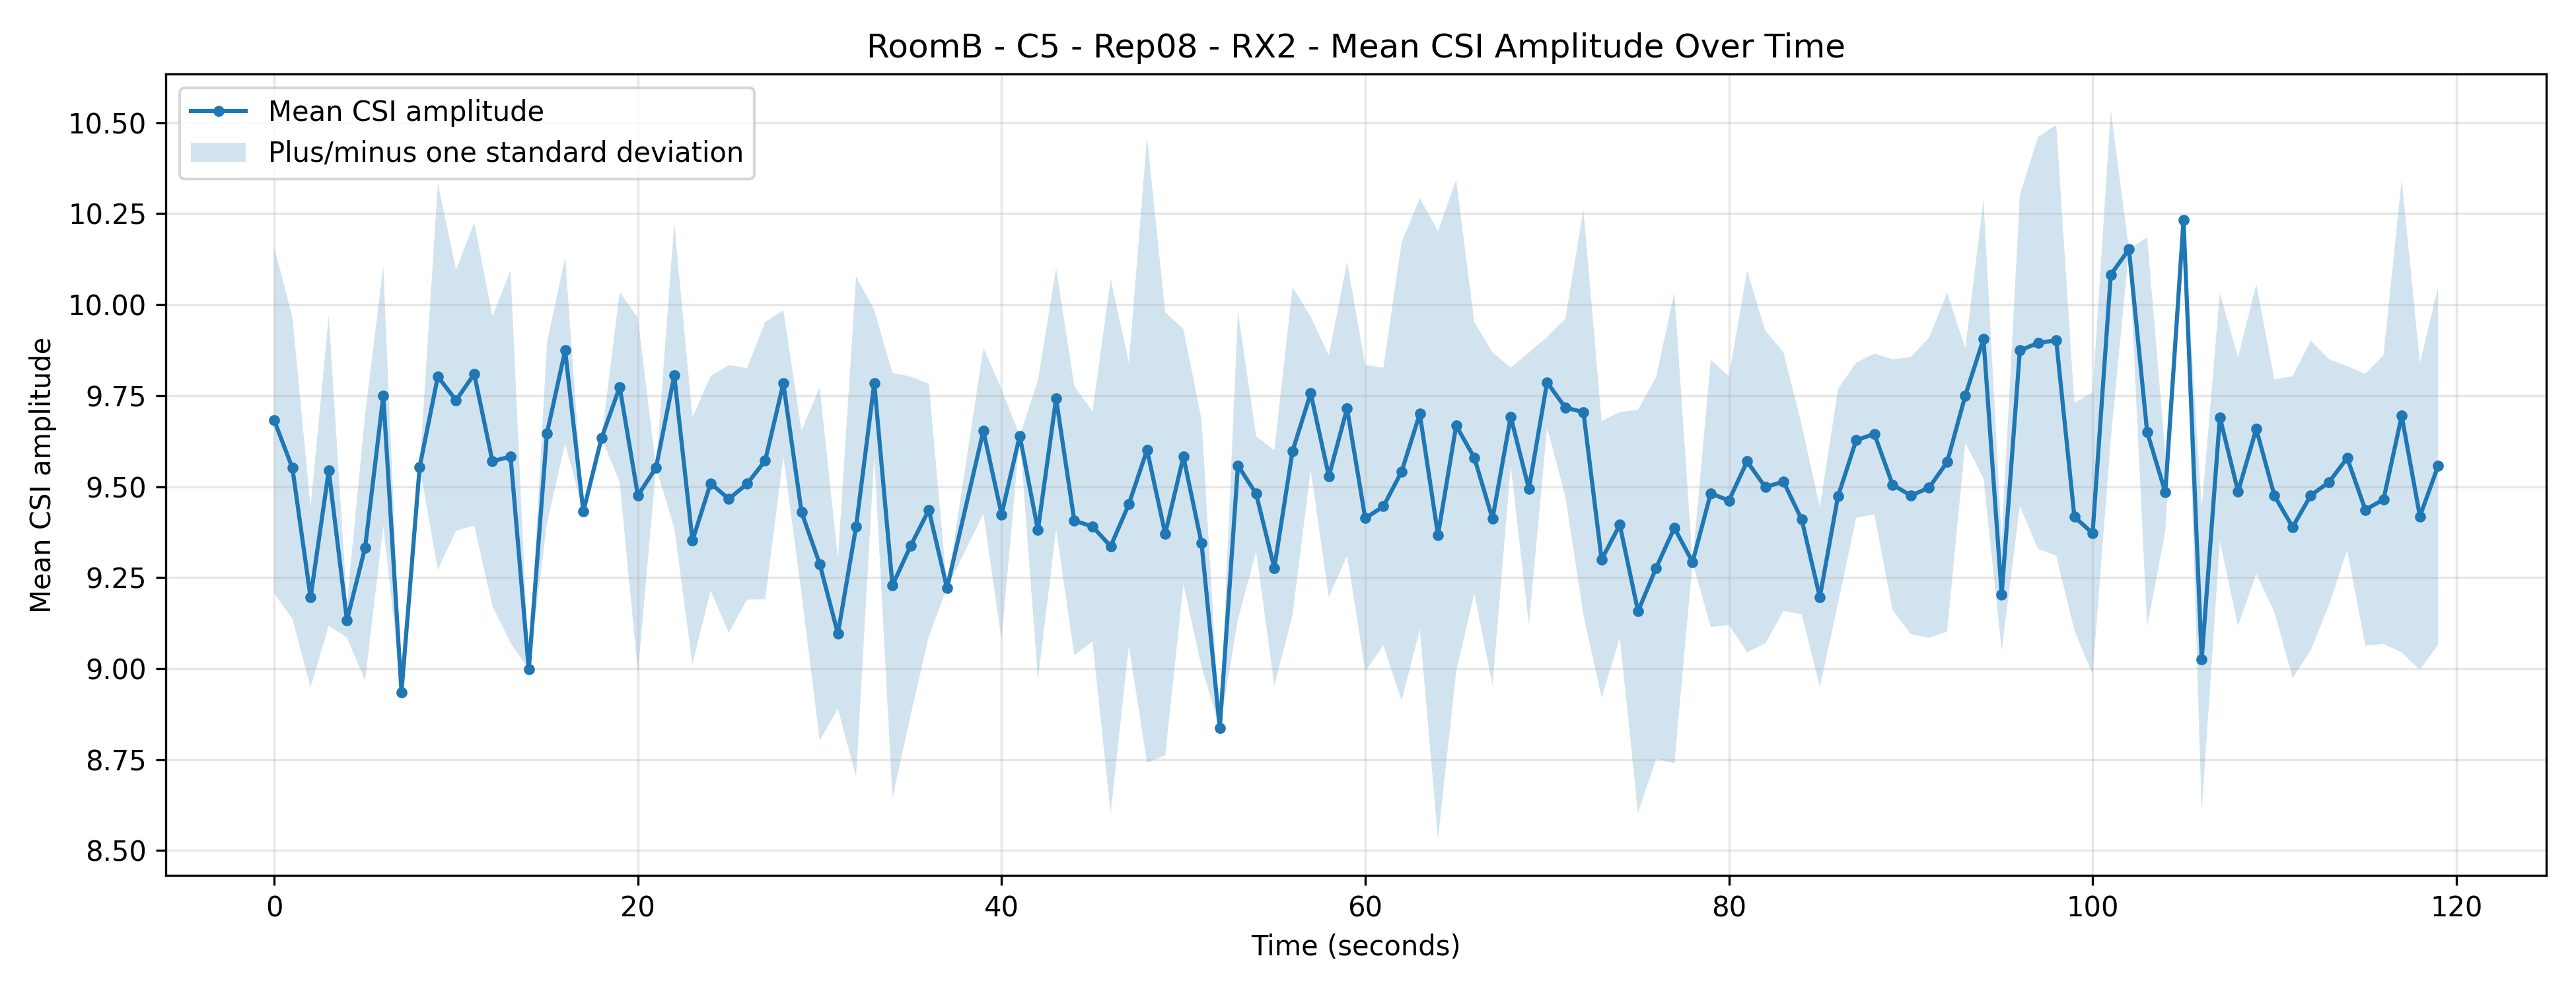 RoomB - C5 - Rep08 - RX2 - Mean CSI Amplitude Over Time
Mean CSI amplitude
Plus/minus one standard deviation
10.50
10.25
10.00
9.75
9.50
9.25
9.00
8.75
8.50
Mean CSI amplitude
0 20 40 60 80 100 120
Time (seconds)